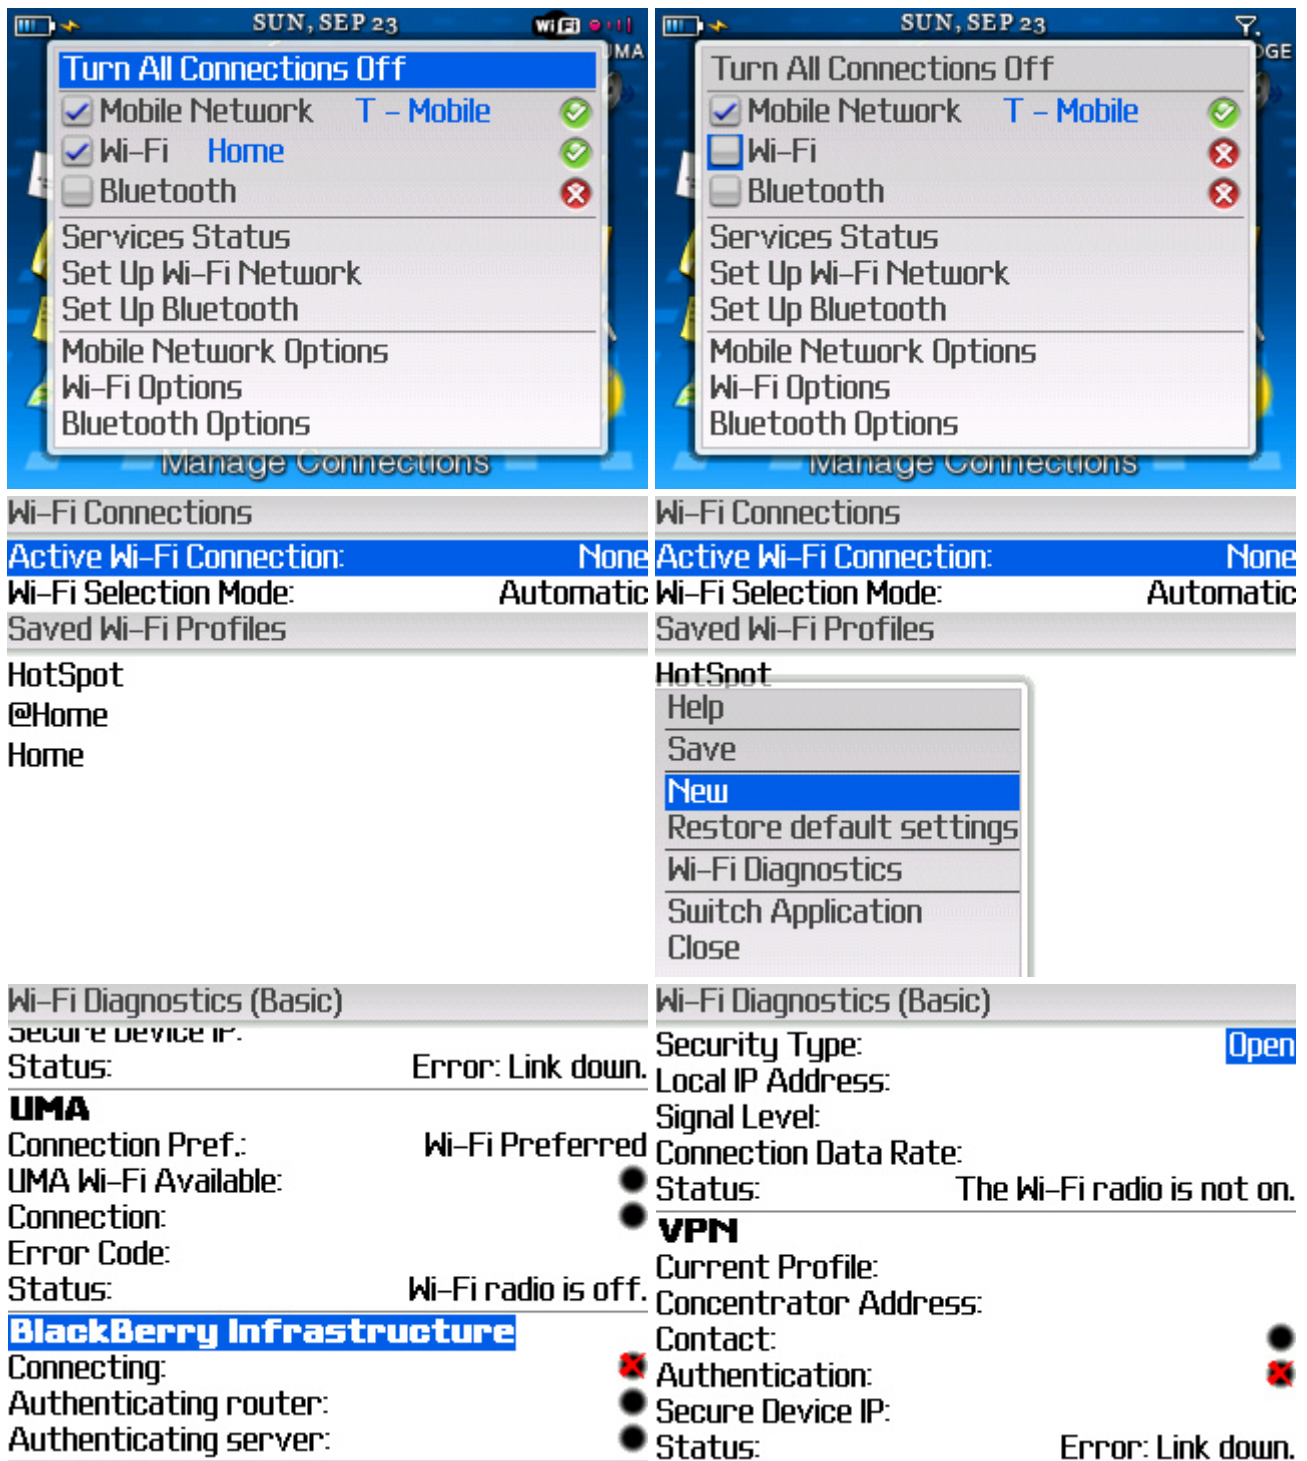 SUN, SEP 23
WiFi
UMA
Turn All Connections Off
Mobile Network T - Mobile
Wi-Fi Home
Bluetooth
Services Status
Set Up Wi-Fi Network
Set Up Bluetooth
Mobile Network Options
Wi-Fi Options
Bluetooth Options
Manage Connections
SUN, SEP 23
DGE
Turn All Connections Off
Mobile Network T - Mobile
Wi-Fi
Bluetooth
Services Status
Set Up Wi-Fi Network
Set Up Bluetooth
Mobile Network Options
Wi-Fi Options
Bluetooth Options
Manage Connections
Wi-Fi Connections
Active Wi-Fi Connection: None
Wi-Fi Selection Mode: Automatic
Saved Wi-Fi Profiles
HotSpot
@Home
Home
Wi-Fi Connections
Active Wi-Fi Connection: None
Wi-Fi Selection Mode: Automatic
Saved Wi-Fi Profiles
HotSpot
Help
Save
New
Restore default settings
Wi-Fi Diagnostics
Switch Application
Close
Wi-Fi Diagnostics (Basic)
Secure Device IP:
Status: Error: Link down.
UMA
Connection Pref.: Wi-Fi Preferred
UMA Wi-Fi Available:
Connection:
Error Code:
Status: Wi-Fi radio is off.
BlackBerry Infrastructure
Connecting:
Authenticating router:
Authenticating server:
Wi-Fi Diagnostics (Basic)
Security Type: Open
Local IP Address:
Signal Level:
Connection Data Rate:
Status: The Wi-Fi radio is not on.
VPN
Current Profile:
Concentrator Address:
Contact:
Authentication:
Secure Device IP:
Status: Error: Link down.